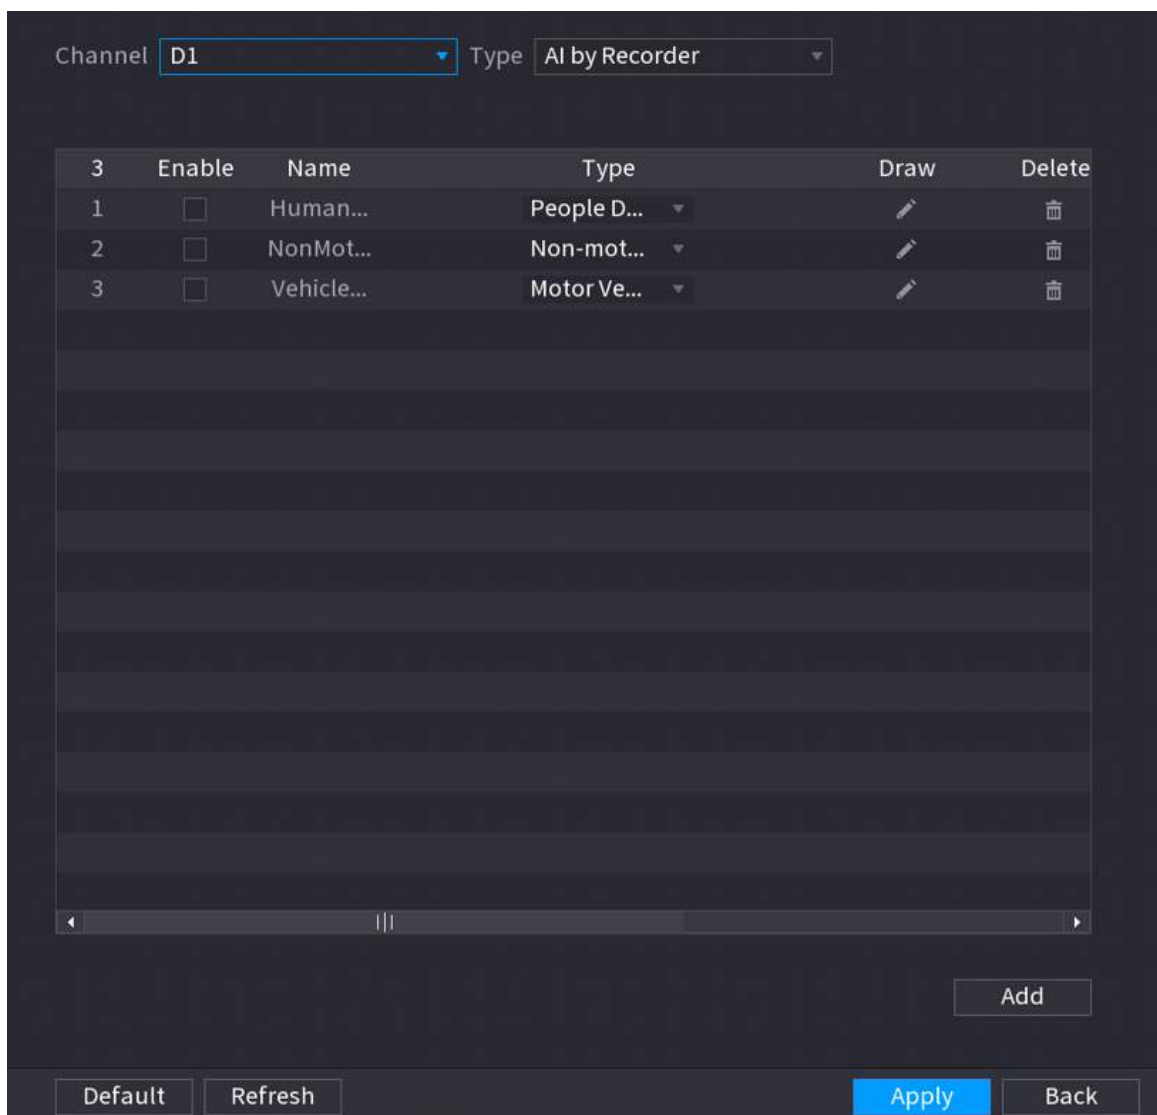 Channel D1 Type AI by Recorder
3 Enable Name Type Draw Delete
1 Human... People D...
2 NonMot... Non-mot...
3 Vehicle... Motor Ve...
Add
Default Refresh Apply Back